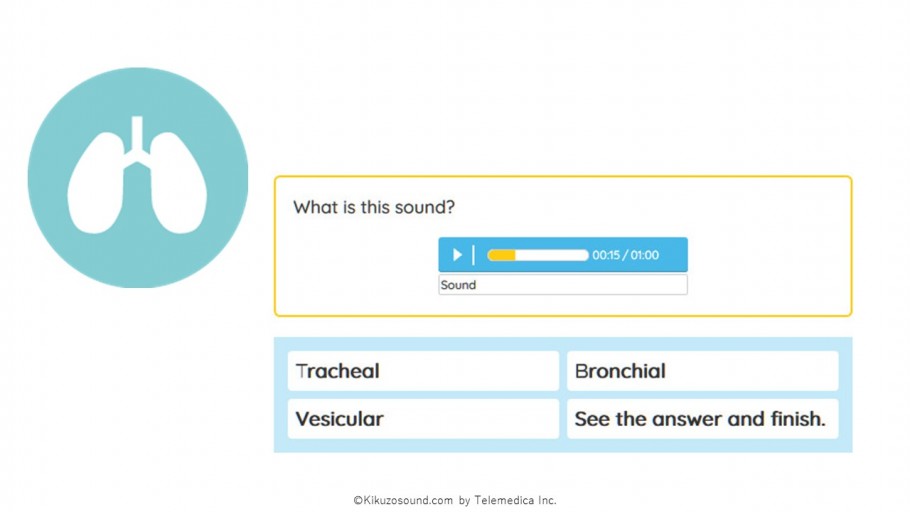 What is this sound?
00:15 / 01:00
Sound
Tracheal
Bronchial
Vesicular
See the answer and finish.
©Kikuzosound.com by Telemedica Inc.